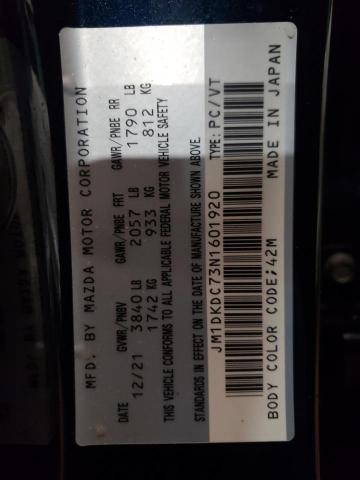 MFD. BY MAZDA MOTOR CORPORATION
GVWR/PNBV GAWR/PNBE FRT GAWR/PNBE RR
DATE 12/21 3840 LB 2057 LB 1790 LB
1742 KG 933 KG 1812 KG
THIS VEHICLE CONFORMS TO ALL APPLICABLE FEDERAL MOTOR VEHICLE SAFETY
STANDARDS IN EFFECT ON THE DATE OF MANUFACTURE SHOWN ABOVE.
JM1DKDC73N1601920 TYPE: PC/VT
BODY COLOR CODE;42M MADE IN JAPAN